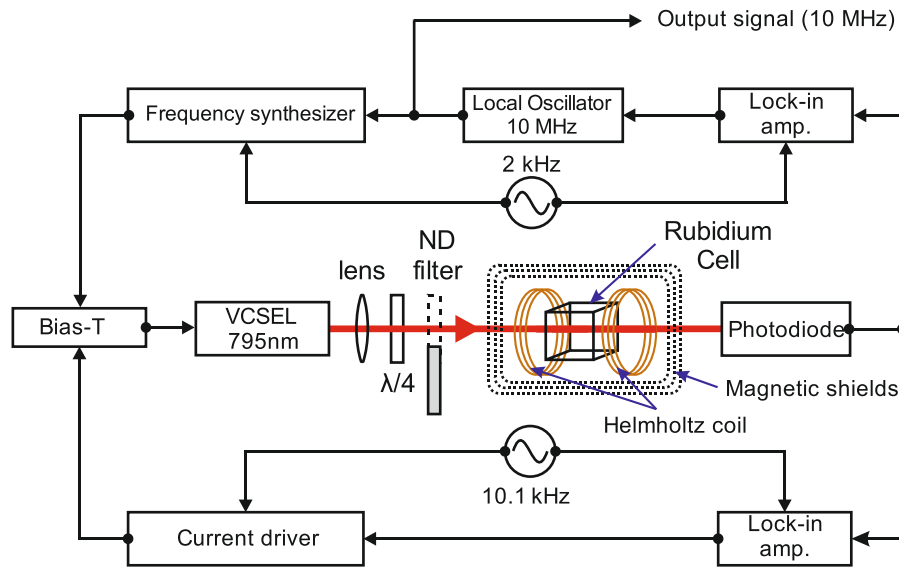 Output signal (10 MHz)
Frequency synthesizer
Local Oscillator
10 MHz
Lock-in
amp.
2 kHz
Rubidium
Cell
ND
filter
lens
Bias-T
VCSEL
795nm
λ/4
Photodiode
Magnetic shields
Helmholtz coil
10.1 kHz
Current driver
Lock-in
amp.